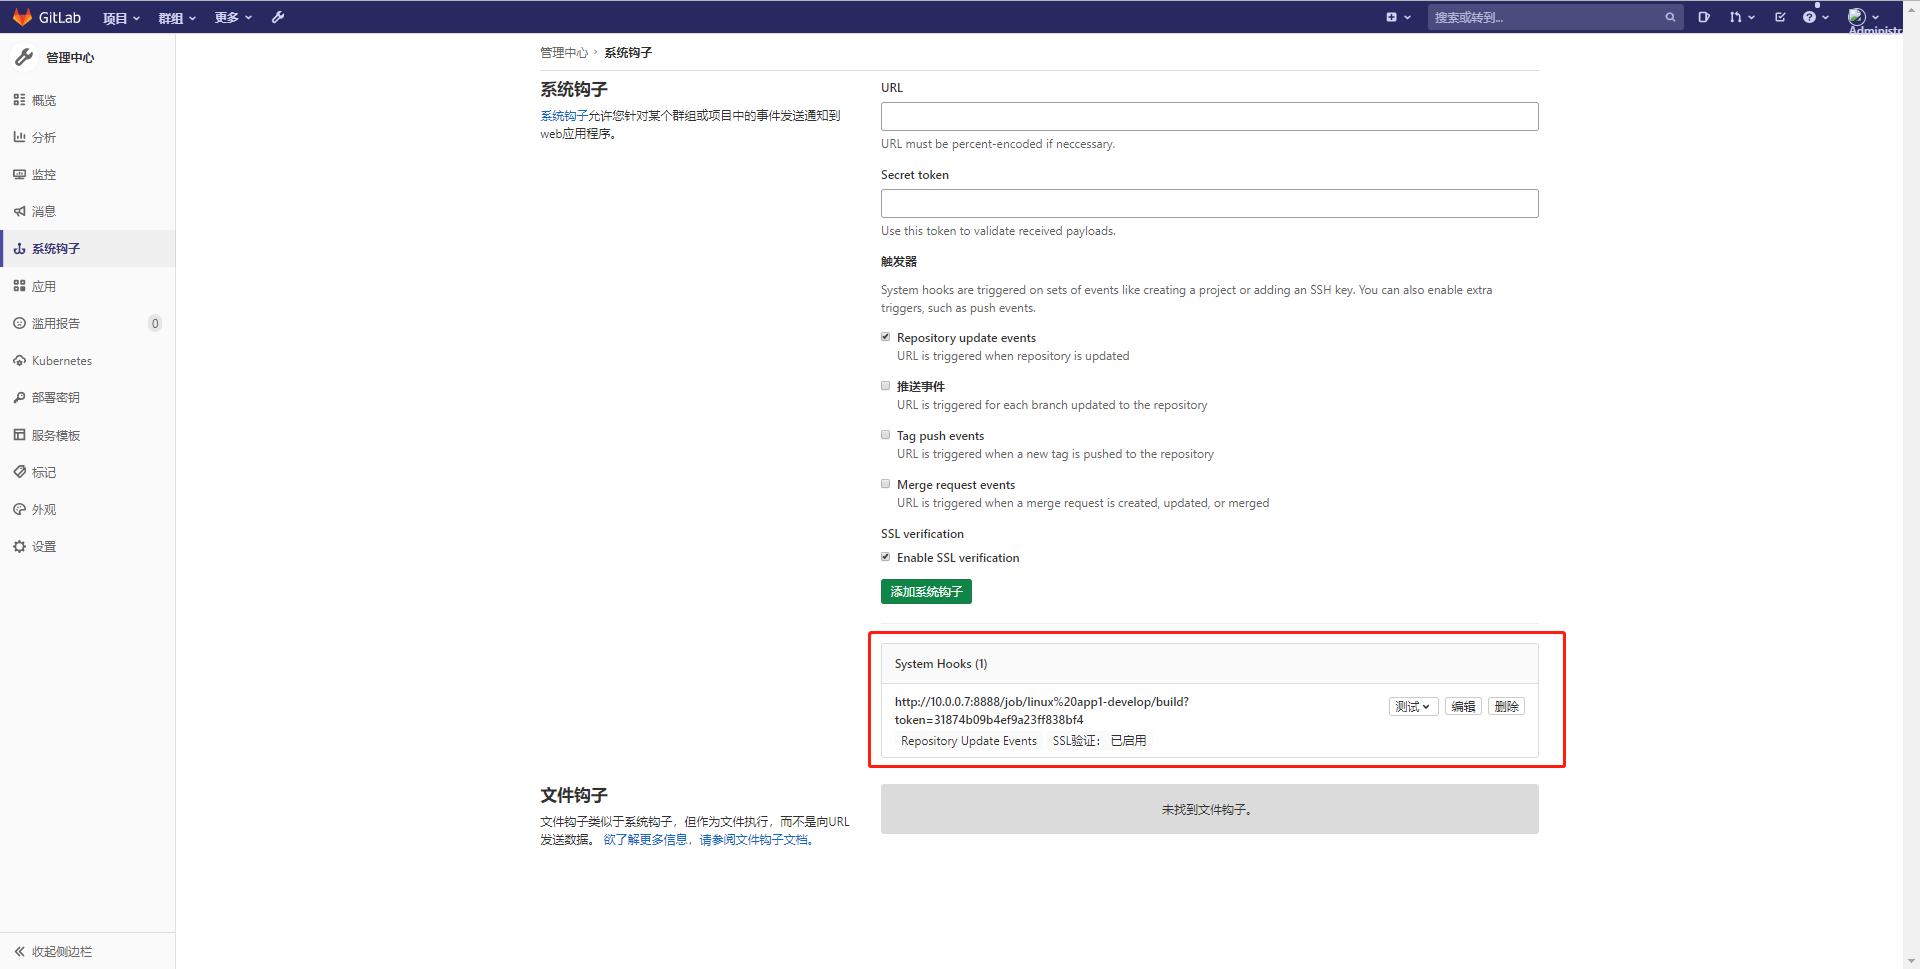 GitLab 项目 群组 更多 搜索或转到... Administr
管理中心
概览
分析
监控
消息
系统钩子
应用
滥用报告 0
Kubernetes
部署密钥
服务模板
标记
外观
设置
收起侧边栏
管理中心 › 系统钩子
系统钩子
系统钩子允许您针对某个群组或项目中的事件发送通知到
web应用程序。
URL
URL must be percent-encoded if neccessary.
Secret token
Use this token to validate received payloads.
触发器
System hooks are triggered on sets of events like creating a project or adding an SSH key. You can also enable extra
triggers, such as push events.
Repository update events
URL is triggered when repository is updated
推送事件
URL is triggered for each branch updated to the repository
Tag push events
URL is triggered when a new tag is pushed to the repository
Merge request events
URL is triggered when a merge request is created, updated, or merged
SSL verification
Enable SSL verification
添加系统钩子
System Hooks (1)
http://10.0.0.7:8888/job/linux%20app1-develop/build?
token=31874b09b4ef9a23ff838bf4
测试 编辑 删除
Repository Update Events SSL验证： 已启用
文件钩子
文件钩子类似于系统钩子，但作为文件执行，而不是向URL
发送数据。 欲了解更多信息，请参阅文件钩子文档。
未找到文件钩子。